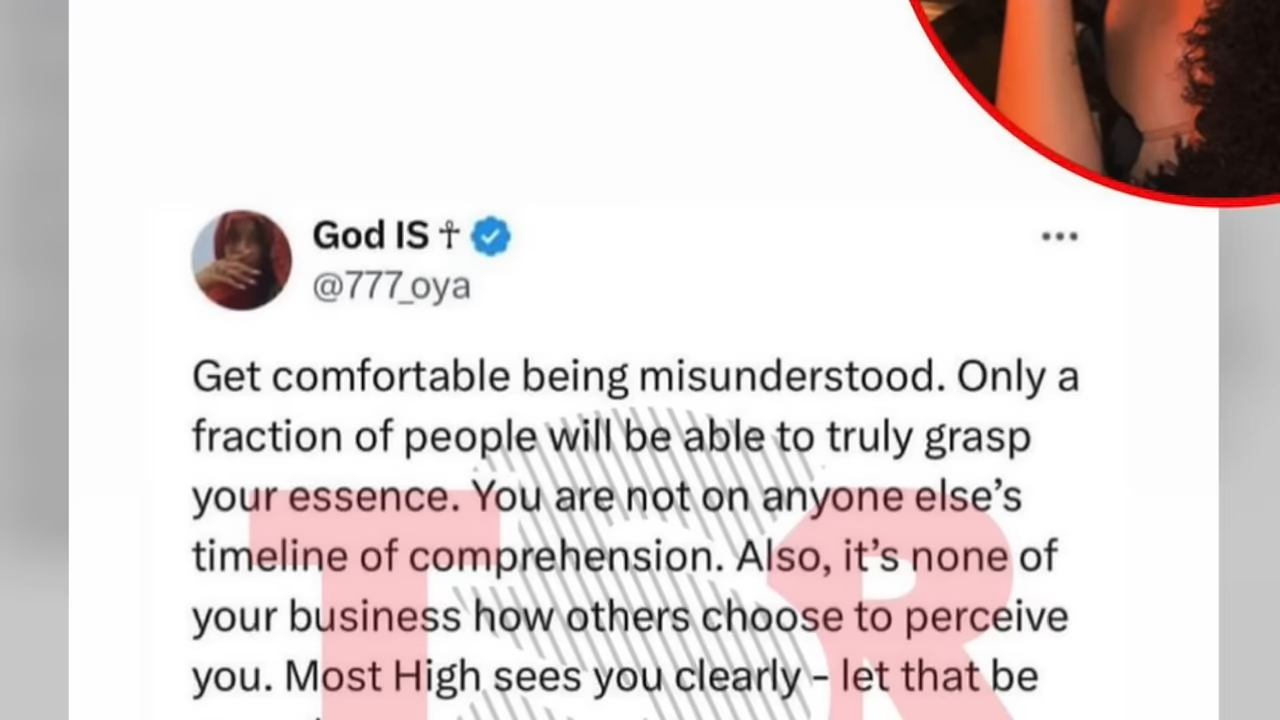 God IS ☥
@777_oya
Get comfortable being misunderstood. Only a
fraction of people will be able to truly grasp
your essence. You are not on anyone else’s
timeline of comprehension. Also, it’s none of
your business how others choose to perceive
you. Most High sees you clearly – let that be
TSR